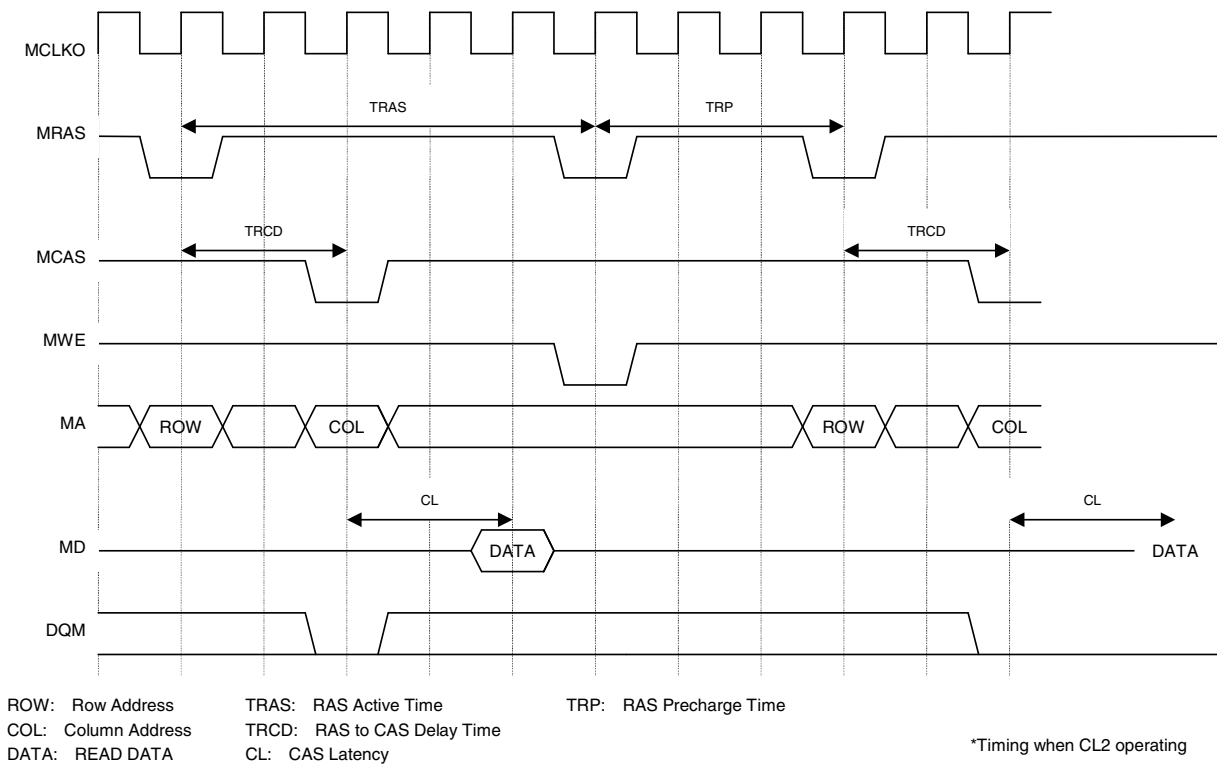 MCLKO
TRAS TRP
MRAS
TRCD TRCD
MCAS
MWE
MA ROW COL ROW COL
CL CL
MD DATA DATA
DQM
ROW: Row Address TRAS: RAS Active Time TRP: RAS Precharge Time
COL: Column Address TRCD: RAS to CAS Delay Time
DATA: READ DATA CL: CAS Latency
*Timing when CL2 operating